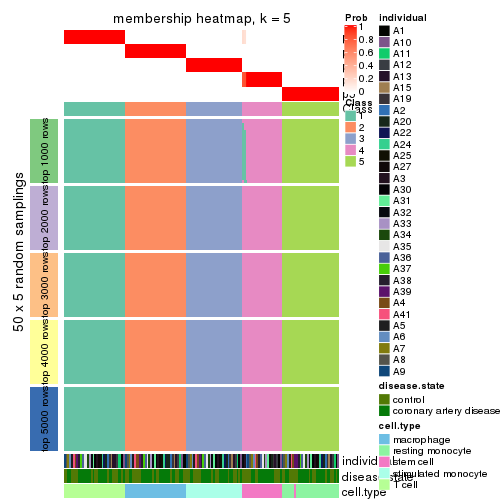 membership heatmap, k = 5
50 x 5 random samplings
top 1000 rows
top 2000 rows
top 3000 rows
top 4000 rows
top 5000 rows
Class
individual
disease.state
cell.type
Prob
1
0.8
0.6
0.4
0.2
0
Class
1
2
3
4
5
individual
A1
A10
A11
A12
A13
A15
A19
A2
A20
A22
A24
A25
A27
A3
A30
A31
A32
A33
A34
A35
A36
A37
A38
A39
A4
A41
A5
A6
A7
A8
A9
disease.state
control
coronary artery disease
cell.type
macrophage
resting monocyte
stem cell
stimulated monocyte
T cell